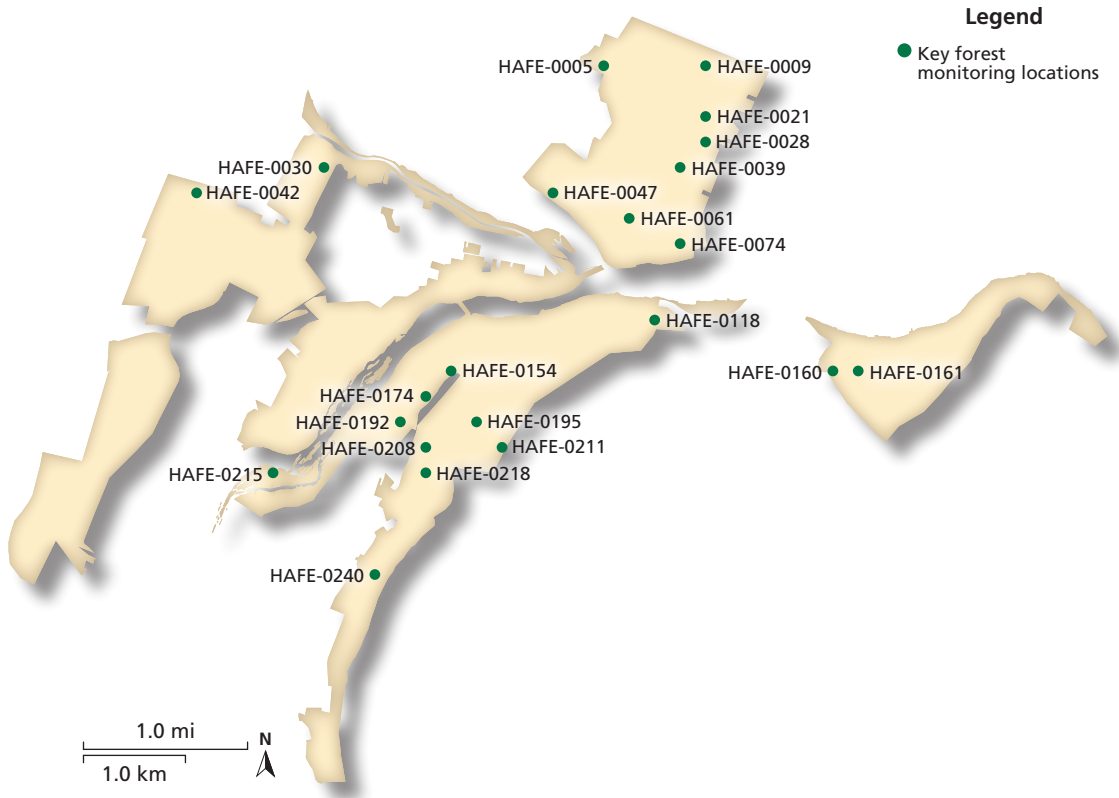 Legend
Key forest
monitoring locations
HAFE-0005
HAFE-0009
HAFE-0021
HAFE-0028
HAFE-0030
HAFE-0039
HAFE-0042
HAFE-0047
HAFE-0061
HAFE-0074
HAFE-0118
HAFE-0154
HAFE-0160
HAFE-0161
HAFE-0174
HAFE-0192
HAFE-0195
HAFE-0208
HAFE-0211
HAFE-0215
HAFE-0218
HAFE-0240
1.0 mi
N
1.0 km